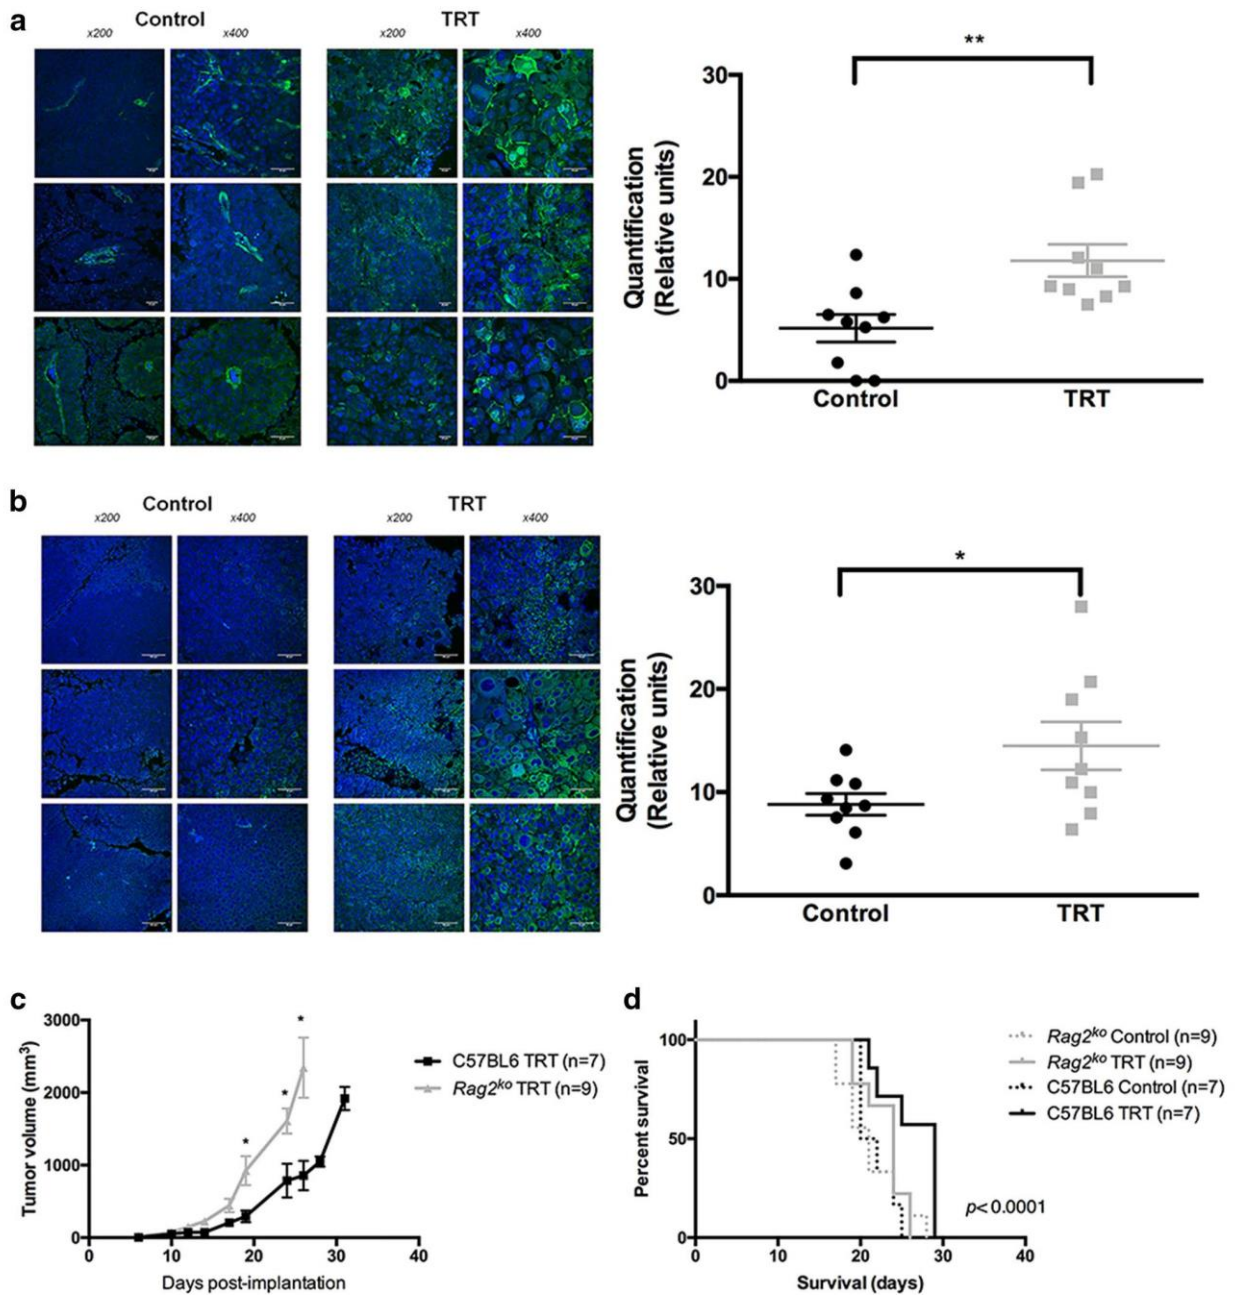 a
Control
TRT
x200
x400
x200
x400
**
30
20
10
0
Quantification
(Relative units)
Control
TRT
b
Control
TRT
x200
x400
x200
x400
*
30
20
10
0
Quantification
(Relative units)
Control
TRT
c
3000
2000
1000
0
Tumor volume (mm³)
*
*
*
C57BL6 TRT (n=7)
Rag2ko TRT (n=9)
0
10
20
30
40
Days post-implantation
d
100
50
0
Percent survival
Rag2ko Control (n=9)
Rag2ko TRT (n=9)
C57BL6 Control (n=7)
C57BL6 TRT (n=7)
p< 0.0001
0
10
20
30
40
Survival (days)